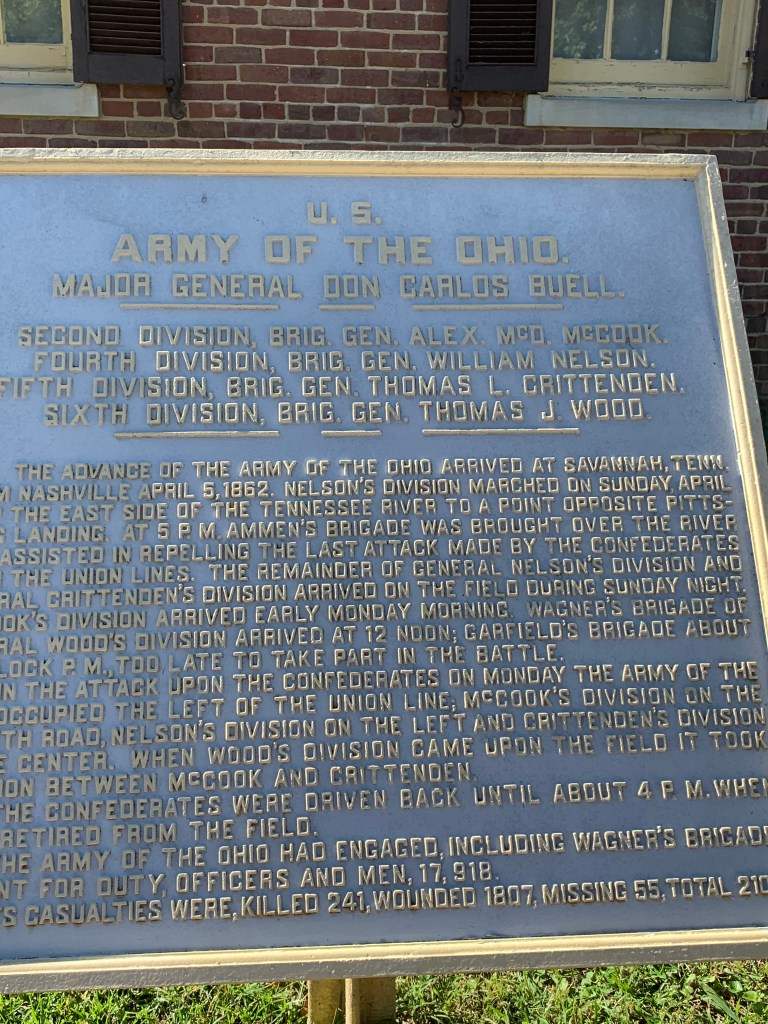 U. S.
ARMY OF THE OHIO.
MAJOR GENERAL DON CARLOS BUELL.
SECOND DIVISION, BRIG. GEN. ALEX. McD. McCOOK.
FOURTH DIVISION, BRIG. GEN. WILLIAM NELSON.
FIFTH DIVISION, BRIG. GEN. THOMAS L. CRITTENDEN.
SIXTH DIVISION, BRIG. GEN. THOMAS J. WOOD.
THE ADVANCE OF THE ARMY OF THE OHIO ARRIVED AT SAVANNAH, TENN.
M NASHVILLE APRIL 5, 1862. NELSON'S DIVISION MARCHED ON SUNDAY, APRIL
THE EAST SIDE OF THE TENNESSEE RIVER TO A POINT OPPOSITE PITTS-
G LANDING. AT 5 P. M. AMMEN'S BRIGADE WAS BROUGHT OVER THE RIVER
ASSISTED IN REPELLING THE LAST ATTACK MADE BY THE CONFEDERATES
THE UNION LINES. THE REMAINDER OF GENERAL NELSON'S DIVISION AND
RAL CRITTENDEN'S DIVISION ARRIVED ON THE FIELD DURING SUNDAY NIGHT.
OOK'S DIVISION ARRIVED EARLY MONDAY MORNING. WAGNER'S BRIGADE OF
RAL WOOD'S DIVISION ARRIVED AT 12 NOON; GARFIELD'S BRIGADE ABOUT
LOCK P. M., TOO LATE TO TAKE PART IN THE BATTLE.
N THE ATTACK UPON THE CONFEDERATES ON MONDAY THE ARMY OF THE
OCCUPIED THE LEFT OF THE UNION LINE; McCOOK'S DIVISION ON THE
TH ROAD, NELSON'S DIVISION ON THE LEFT AND CRITTENDEN'S DIVISION
E CENTER. WHEN WOOD'S DIVISION CAME UPON THE FIELD IT TOOK
ION BETWEEN McCOOK AND CRITTENDEN.
THE CONFEDERATES WERE DRIVEN BACK UNTIL ABOUT 4 P. M. WHEN
RETIRED FROM THE FIELD.
THE ARMY OF THE OHIO HAD ENGAGED, INCLUDING WAGNER'S BRIGADE
NT FOR DUTY, OFFICERS AND MEN, 17,918.
'S CASUALTIES WERE, KILLED 241, WOUNDED 1807, MISSING 55, TOTAL 210